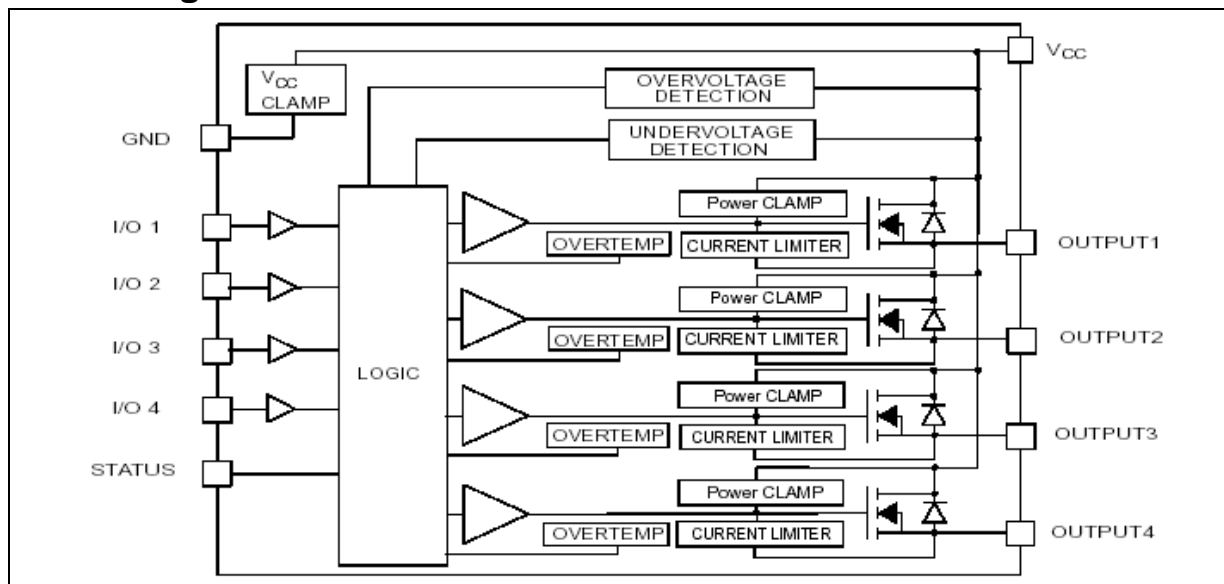 VCC
VCC
CLAMP
OVERVOLTAGE
DETECTION
GND
UNDERVOLTAGE
DETECTION
I/O 1
Power CLAMP
OVERTEMP
CURRENT LIMITER
OUTPUT1
I/O 2
Power CLAMP
OVERTEMP
CURRENT LIMITER
OUTPUT2
I/O 3
LOGIC
I/O 4
Power CLAMP
OVERTEMP
CURRENT LIMITER
OUTPUT3
STATUS
Power CLAMP
OVERTEMP
CURRENT LIMITER
OUTPUT4